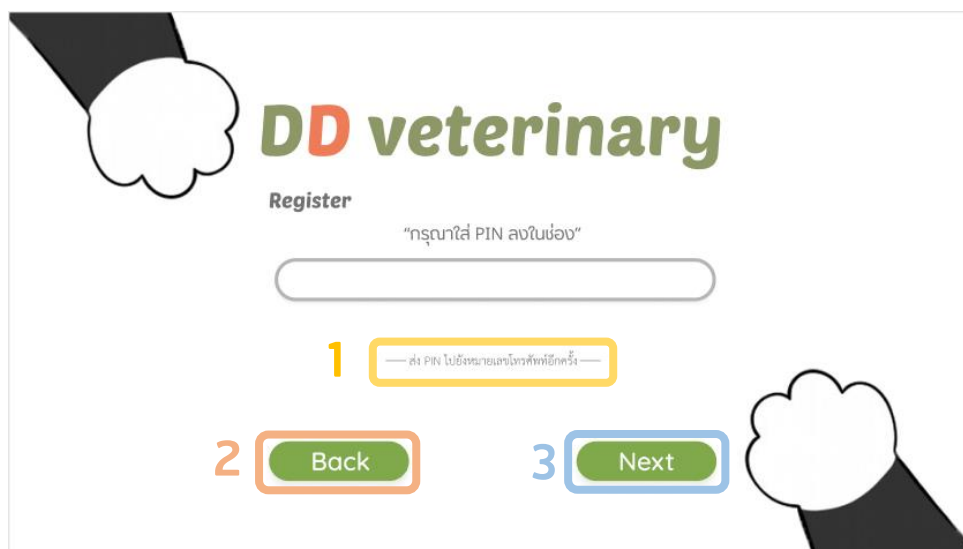 DD veterinary
Register
“กรุณาใส่ PIN ลงในช่อง”
1
ส่ง PIN ไปยังหมายเลขโทรศัพท์อีกครั้ง
2 Back 3 Next